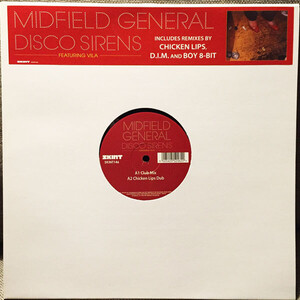 MIDFIELD GENERAL
DISCO SIRENS
FEATURING VILA
INCLUDES REMIXES BY
CHICKEN LIPS,
D.I.M. AND BOY 8-BIT
SKINT
MIDFIELD
GENERAL
DISCO SIRENS
SKINT
A1 Club Mix
A2 Chicken Lips Dub